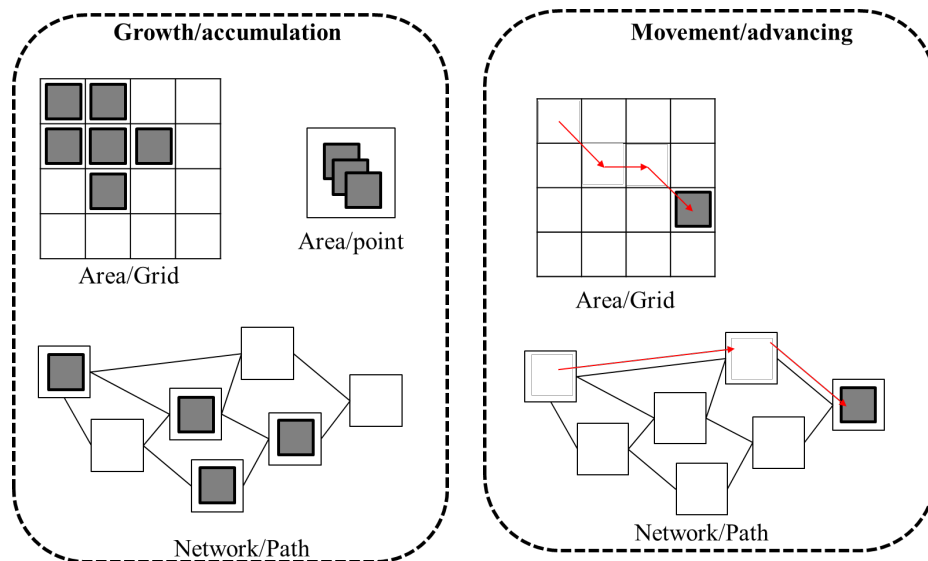 Growth/accumulation
Area/Grid
Area/point
Network/Path
Movement/advancing
Area/Grid
Network/Path